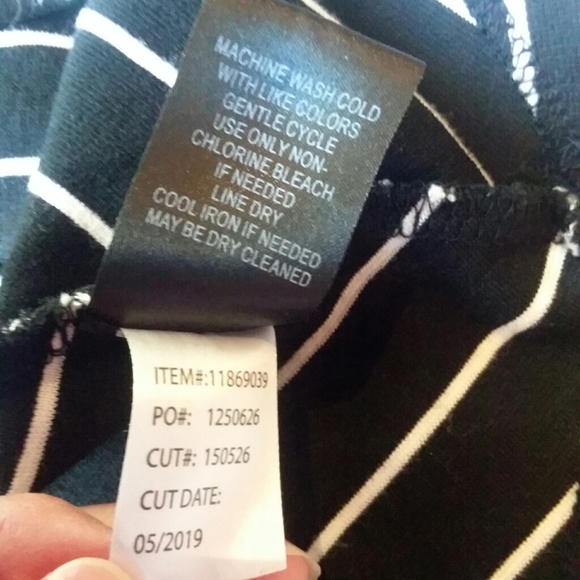 MACHINE WASH COLD
WITH LIKE COLORS
GENTLE CYCLE
USE ONLY NON-
CHLORINE BLEACH
IF NEEDED
LINE DRY
COOL IRON IF NEEDED
MAY BE DRY CLEANED
ITEM#:11869039
PO#: 1250626
CUT#: 150526
CUT DATE:
05/2019